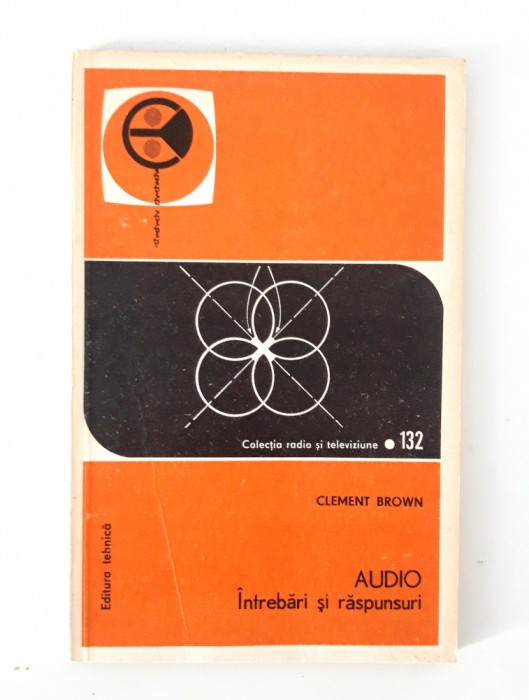 Colecția radio și televiziune • 132
CLEMENT BROWN
AUDIO
Întrebări și răspunsuri
Editura tehnică